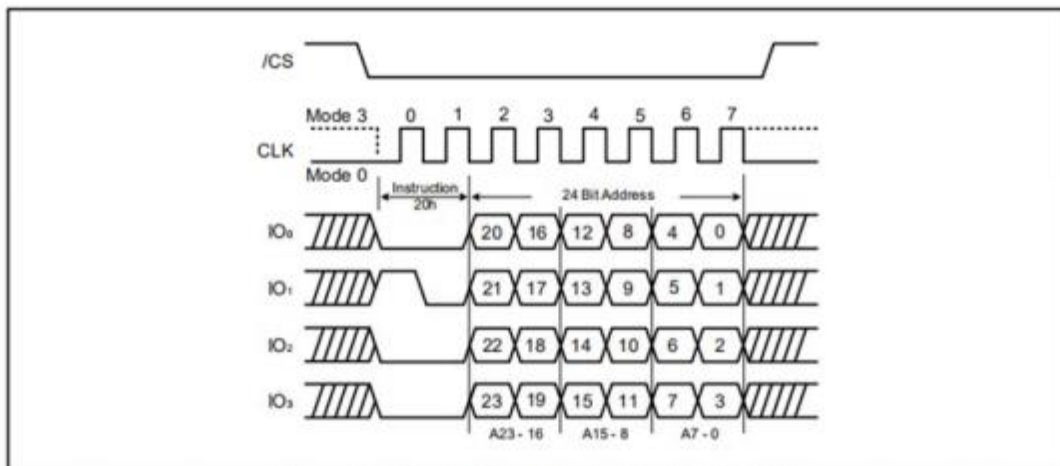 /CS
Mode 3 0 1 2 3 4 5 6 7
CLK
Mode 0
Instruction
20h
24 Bit Address
IO₀ 20 16 12 8 4 0
IO₁ 21 17 13 9 5 1
IO₂ 22 18 14 10 6 2
IO₃ 23 19 15 11 7 3
A23 - 16 A15 - 8 A7 - 0